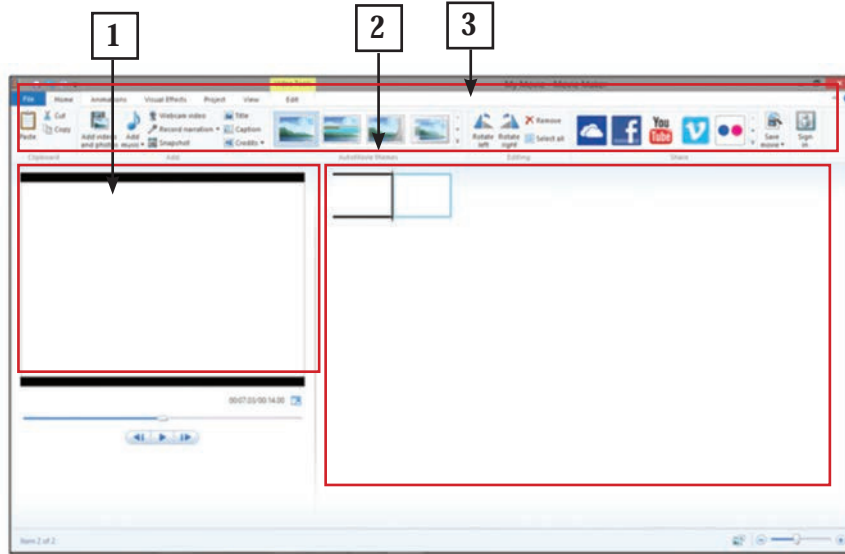 1 2 3
Video Tools My Movie - Movie Maker
File Home Animations Visual Effects Project View Edit
Paste Cut Copy
Add videos and photos Add music
Webcam video
Record narration
Snapshot
Title
Caption
Credits
Rotate left Rotate right
Remove
Select all
f You Tube
Save movie Sign in
Clipboard Add AutoMovie themes Editing Share
00:07.03/00:14.00
Item 2 of 2